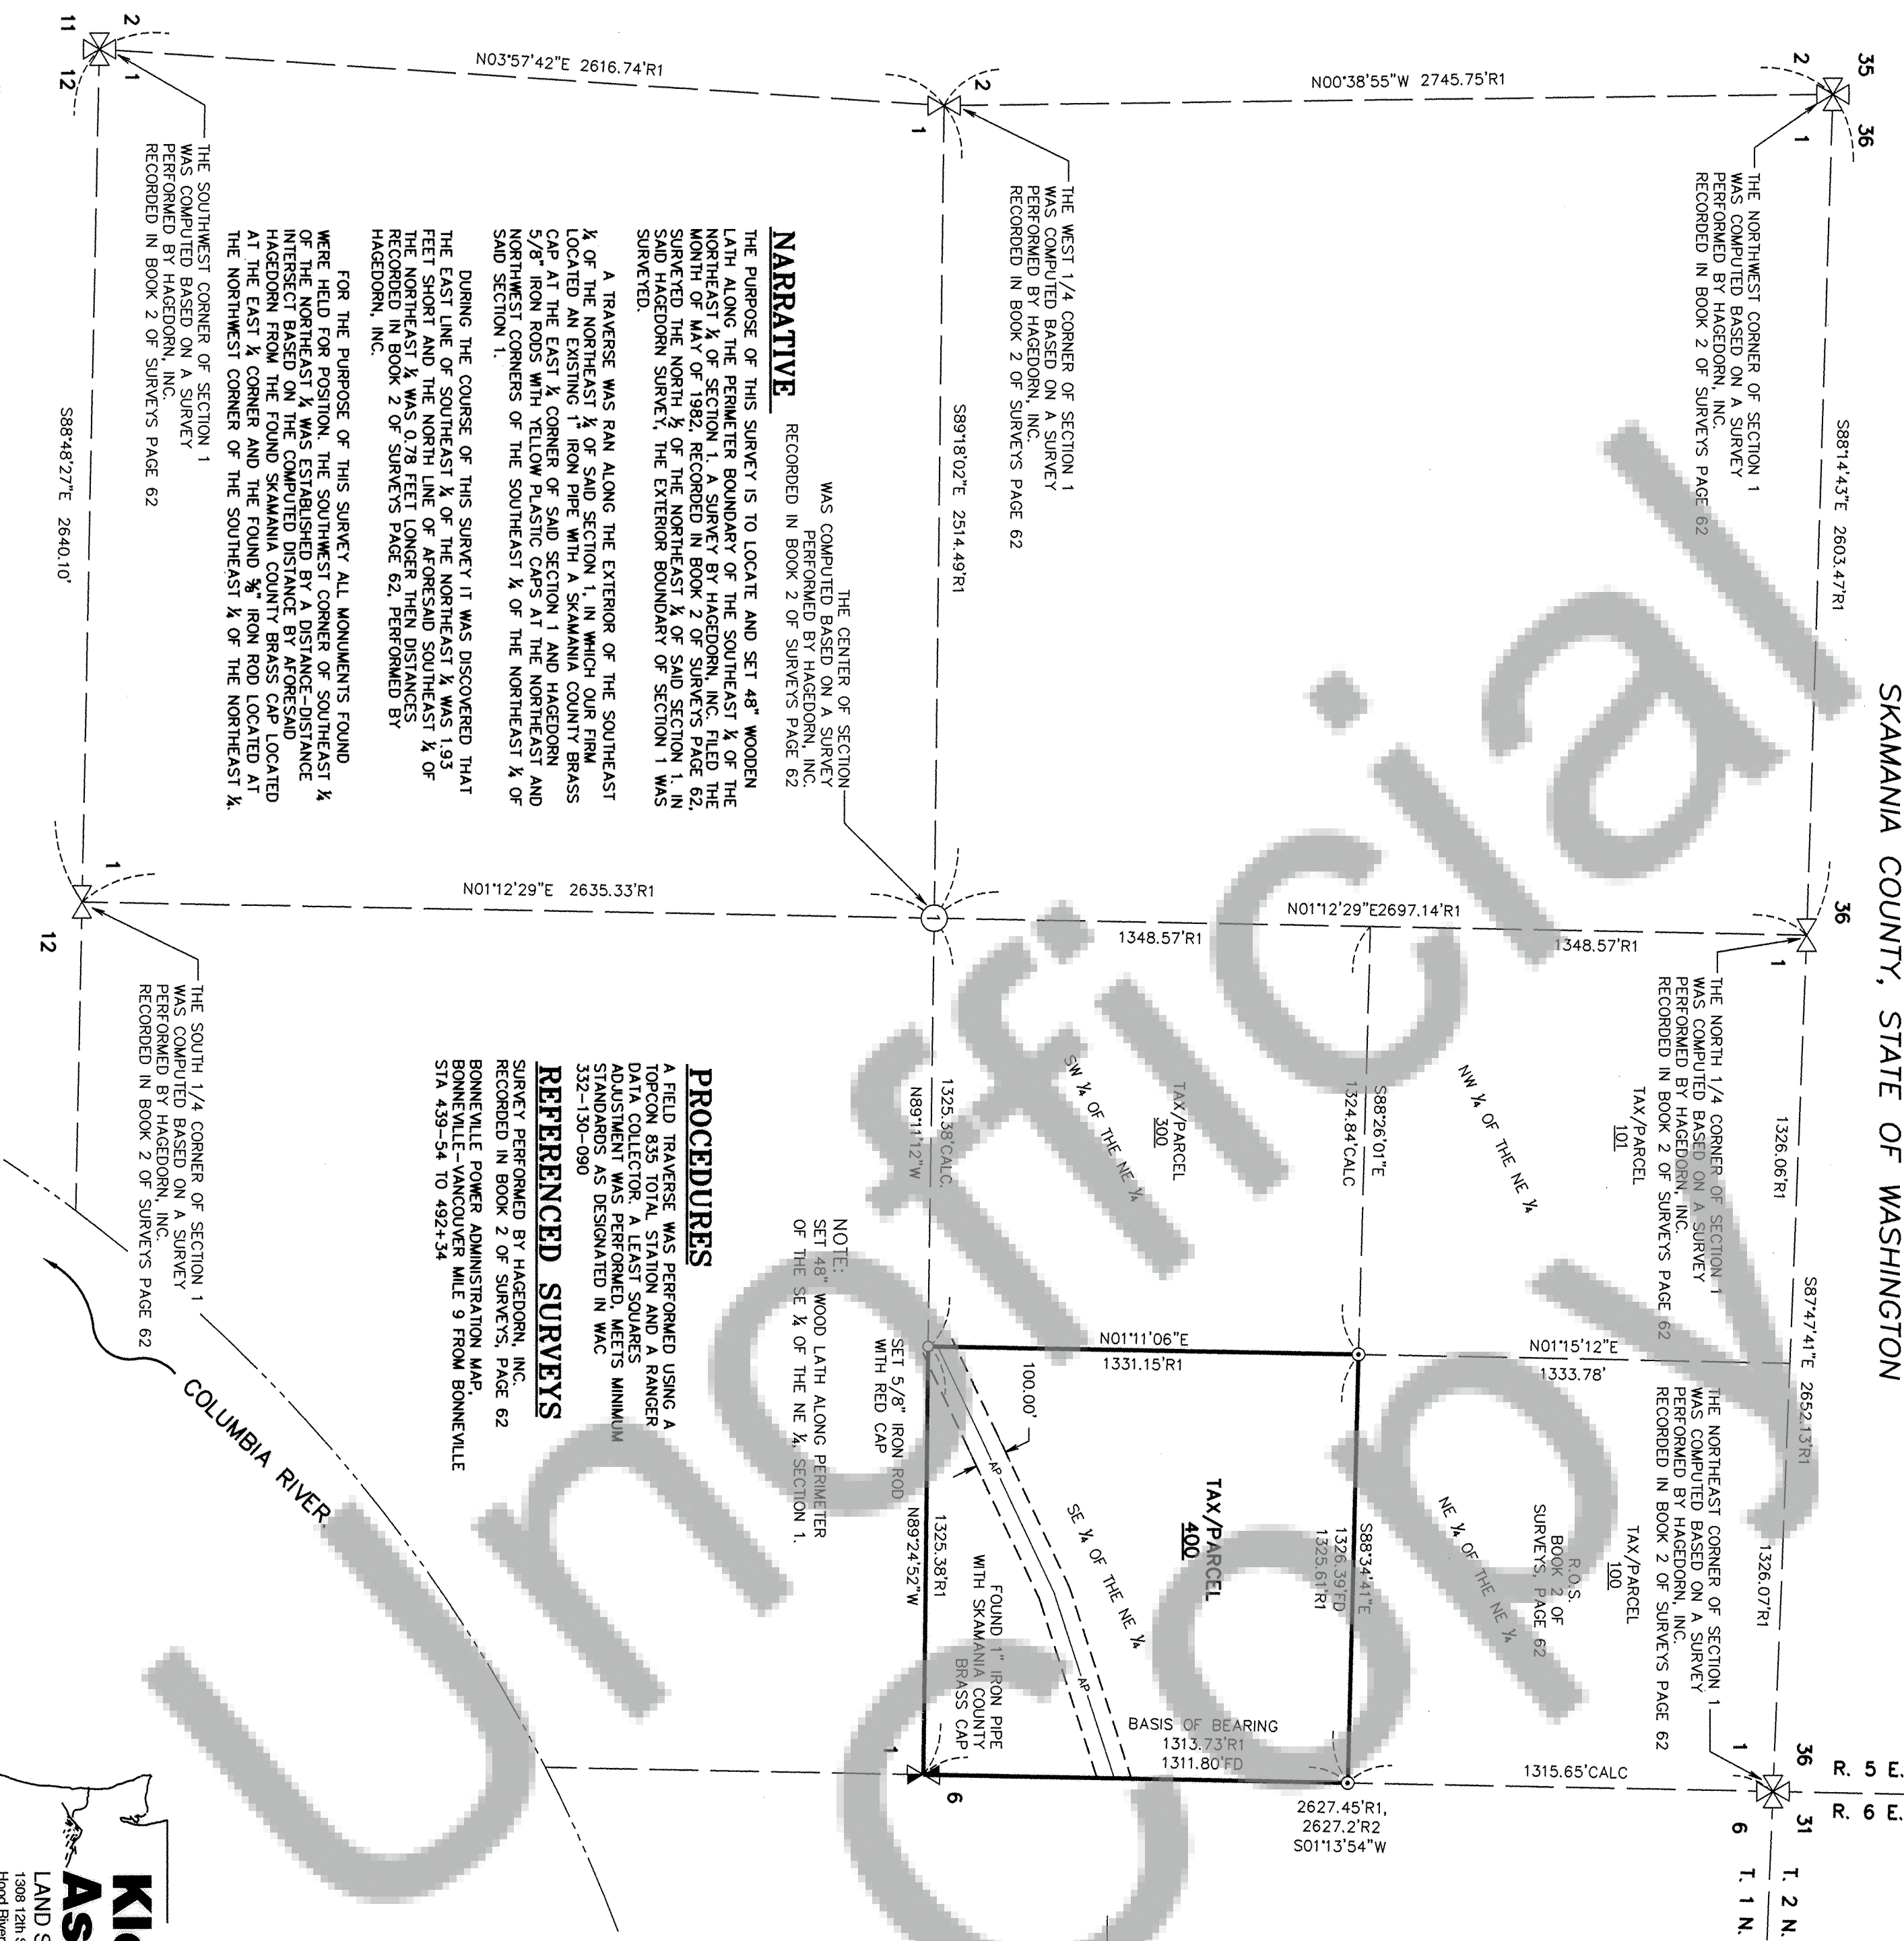 SKAMANIA COUNTY, STATE OF WASHINGTON
35
36
2
1
THE NORTHWEST CORNER OF SECTION 1
WAS COMPUTED BASED ON A SURVEY
PERFORMED BY HAGEDORN, INC.
RECORDED IN BOOK 2 OF SURVEYS PAGE 62
S88°14'43"E 2603.47'R1
36
1
THE NORTH 1/4 CORNER OF SECTION 1
WAS COMPUTED BASED ON A SURVEY
PERFORMED BY HAGEDORN, INC.
RECORDED IN BOOK 2 OF SURVEYS PAGE 62
1326.06'R1
S87°47'41"E 2652.13'R1
1326.07'R1
THE NORTHEAST CORNER OF SECTION 1
WAS COMPUTED BASED ON A SURVEY
PERFORMED BY HAGEDORN, INC.
RECORDED IN BOOK 2 OF SURVEYS PAGE 62
R. 5 E.
R. 6 E.
36
31
1
6
T. 2 N.
T. 1 N.
N00°38'55"W 2745.75'R1
N01°12'29"E2697.14'R1
1348.57'R1
1348.57'R1
TAX/PARCEL
101
NW ¼ OF THE NE ¼
N01°15'12"E
1333.78'
TAX/PARCEL
100
R.O.S.
BOOK 2 OF
SURVEYS, PAGE 62
NE ¼ OF THE NE ¼
1315.65'CALC
S88°26'01"E
1324.84'CALC
S88°34'41"E
1326.39'FD
1325.61'R1
2627.45'R1,
2627.2'R2
S01°13'54"W
TAX/PARCEL
300
SW ¼ OF THE NE ¼
N01°11'06"E
1331.15'R1
TAX/PARCEL
400
SE ¼ OF THE NE ¼
100.00'
AP
AP
BASIS OF BEARING
1313.73'R1
1311.80'FD
FOUND 1" IRON PIPE
WITH SKAMANIA COUNTY
BRASS CAP
2
1
THE WEST 1/4 CORNER OF SECTION 1
WAS COMPUTED BASED ON A SURVEY
PERFORMED BY HAGEDORN, INC.
RECORDED IN BOOK 2 OF SURVEYS PAGE 62
S89°18'02"E 2514.49'R1
1
1325.38'CALC.
N89°11'12"W
1325.38'R1
N89°24'52"W
1
6
THE CENTER OF SECTION
WAS COMPUTED BASED ON A SURVEY
PERFORMED BY HAGEDORN, INC.
RECORDED IN BOOK 2 OF SURVEYS PAGE 62
SET 5/8" IRON ROD
WITH RED CAP
NOTE:
SET 48" WOOD LATH ALONG PERIMETER
OF THE SE ¼ OF THE NE ¼, SECTION 1.
NARRATIVE
THE PURPOSE OF THIS SURVEY IS TO LOCATE AND SET 48" WOODEN
LATH ALONG THE PERIMETER BOUNDARY OF THE SOUTHEAST ¼ OF THE
NORTHEAST ¼ OF SECTION 1. A SURVEY BY HAGEDORN, INC. FILED THE
MONTH OF MAY OF 1982, RECORDED IN BOOK 2 OF SURVEYS PAGE 62,
SURVEYED THE NORTH ½ OF THE NORTHEAST ¼ OF SAID SECTION 1. IN
SAID HAGEDORN SURVEY, THE EXTERIOR BOUNDARY OF SECTION 1 WAS
SURVEYED.
A TRAVERSE WAS RAN ALONG THE EXTERIOR OF THE SOUTHEAST
¼ OF THE NORTHEAST ¼ OF SAID SECTION 1, IN WHICH OUR FIRM
LOCATED AN EXISTING 1" IRON PIPE WITH A SKAMANIA COUNTY BRASS
CAP AT THE EAST ¼ CORNER OF SAID SECTION 1 AND HAGEDORN
5/8" IRON RODS WITH YELLOW PLASTIC CAPS AT THE NORTHEAST AND
NORTHWEST CORNERS OF THE SOUTHEAST ¼ OF THE NORTHEAST ¼ OF
SAID SECTION 1.
DURING THE COURSE OF THIS SURVEY IT WAS DISCOVERED THAT
THE EAST LINE OF SOUTHEAST ¼ OF THE NORTHEAST ¼ WAS 1.93
FEET SHORT AND THE NORTH LINE OF AFORESAID SOUTHEAST ¼ OF
THE NORTHEAST ¼ WAS 0.78 FEET LONGER THEN DISTANCES
RECORDED IN BOOK 2 OF SURVEYS PAGE 62, PERFORMED BY
HAGEDORN, INC.
FOR THE PURPOSE OF THIS SURVEY ALL MONUMENTS FOUND
WERE HELD FOR POSITION. THE SOUTHWEST CORNER OF SOUTHEAST ¼
OF THE NORTHEAST ¼ WAS ESTABLISHED BY A DISTANCE-DISTANCE
INTERSECT BASED ON THE COMPUTED DISTANCE BY AFORESAID
HAGEDORN FROM THE FOUND SKAMANIA COUNTY BRASS CAP LOCATED
AT THE EAST ¼ CORNER AND THE FOUND ⅝" IRON ROD LOCATED AT
THE NORTHWEST CORNER OF THE SOUTHEAST ¼ OF THE NORTHEAST ¼.
PROCEDURES
A FIELD TRAVERSE WAS PERFORMED USING A
TOPCON 835 TOTAL STATION AND A RANGER
DATA COLLECTOR. A LEAST SQUARES
ADJUSTMENT WAS PERFORMED, MEETS MINIMUM
STANDARDS AS DESIGNATED IN WAC
332-130-090
REFERENCED SURVEYS
SURVEY PERFORMED BY HAGEDORN, INC.
RECORDED IN BOOK 2 OF SURVEYS, PAGE 62
BONNEVILLE POWER ADMINISTRATION MAP,
BONNEVILLE-VANCOUVER MILE 9 FROM BONNEVILLE
STA 439-54 TO 492+34
N03°57'42"E 2616.74'R1
N01°12'29"E 2635.33'R1
THE SOUTHWEST CORNER OF SECTION 1
WAS COMPUTED BASED ON A SURVEY
PERFORMED BY HAGEDORN, INC.
RECORDED IN BOOK 2 OF SURVEYS PAGE 62
2
1
11
12
S88°48'27"E 2640.10'
1
12
THE SOUTH 1/4 CORNER OF SECTION 1
WAS COMPUTED BASED ON A SURVEY
PERFORMED BY HAGEDORN, INC.
RECORDED IN BOOK 2 OF SURVEYS PAGE 62
COLUMBIA RIVER
Unofficial
Copy
LAND S
1308 12th S
Hood River